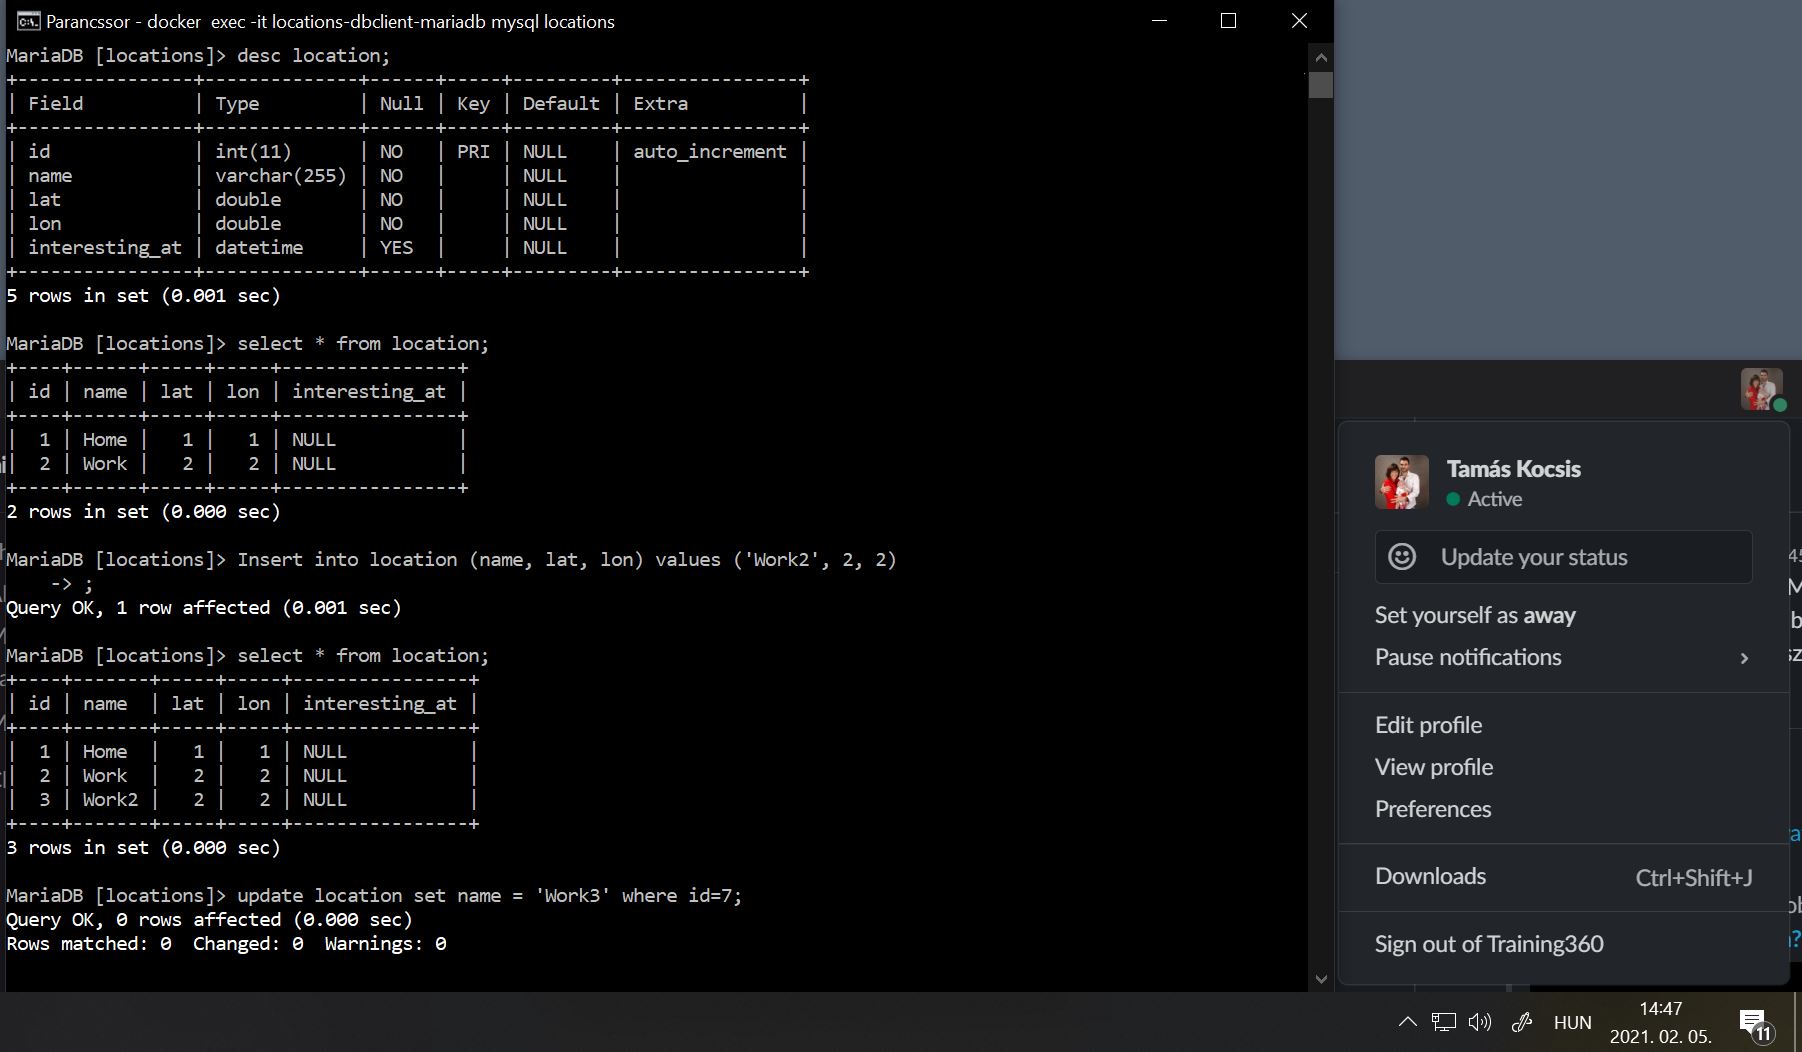 Parancssor - docker  exec -it locations-dbclient-mariadb mysql locations
MariaDB [locations]> desc location;
+----------------+--------------+------+-----+---------+----------------+
| Field          | Type         | Null | Key | Default | Extra          |
+----------------+--------------+------+-----+---------+----------------+
| id             | int(11)      | NO   | PRI | NULL    | auto_increment |
| name           | varchar(255) | NO   |     | NULL    |                |
| lat            | double       | NO   |     | NULL    |                |
| lon            | double       | NO   |     | NULL    |                |
| interesting_at | datetime     | YES  |     | NULL    |                |
+----------------+--------------+------+-----+---------+----------------+
5 rows in set (0.001 sec)
MariaDB [locations]> select * from location;
+----+------+-----+-----+----------------+
| id | name | lat | lon | interesting_at |
+----+------+-----+-----+----------------+
|  1 | Home |   1 |   1 | NULL           |
|  2 | Work |   2 |   2 | NULL           |
+----+------+-----+-----+----------------+
2 rows in set (0.000 sec)
MariaDB [locations]> Insert into location (name, lat, lon) values ('Work2', 2, 2)
    -> ;
Query OK, 1 row affected (0.001 sec)
MariaDB [locations]> select * from location;
+----+-------+-----+-----+----------------+
| id | name  | lat | lon | interesting_at |
+----+-------+-----+-----+----------------+
|  1 | Home  |   1 |   1 | NULL           |
|  2 | Work  |   2 |   2 | NULL           |
|  3 | Work2 |   2 |   2 | NULL           |
+----+-------+-----+-----+----------------+
3 rows in set (0.000 sec)
MariaDB [locations]> update location set name = 'Work3' where id=7;
Query OK, 0 rows affected (0.000 sec)
Rows matched: 0  Changed: 0  Warnings: 0
Tamás Kocsis
Active
Update your status
Set yourself as away
Pause notifications
Edit profile
View profile
Preferences
Downloads Ctrl+Shift+J
Sign out of Training360
HUN
14:47
2021. 02. 05.
11